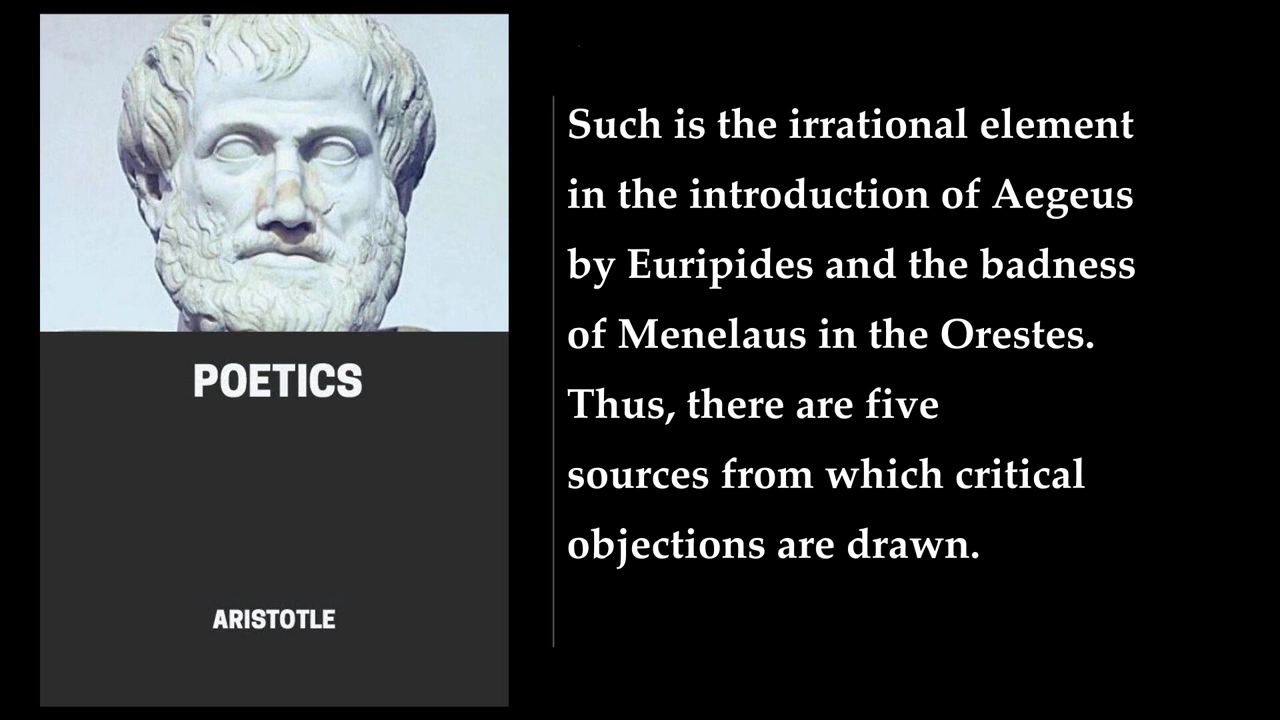 POETICS
ARISTOTLE
Such is the irrational element
in the introduction of Aegeus
by Euripides and the badness
of Menelaus in the Orestes.
Thus, there are five
sources from which critical
objections are drawn.